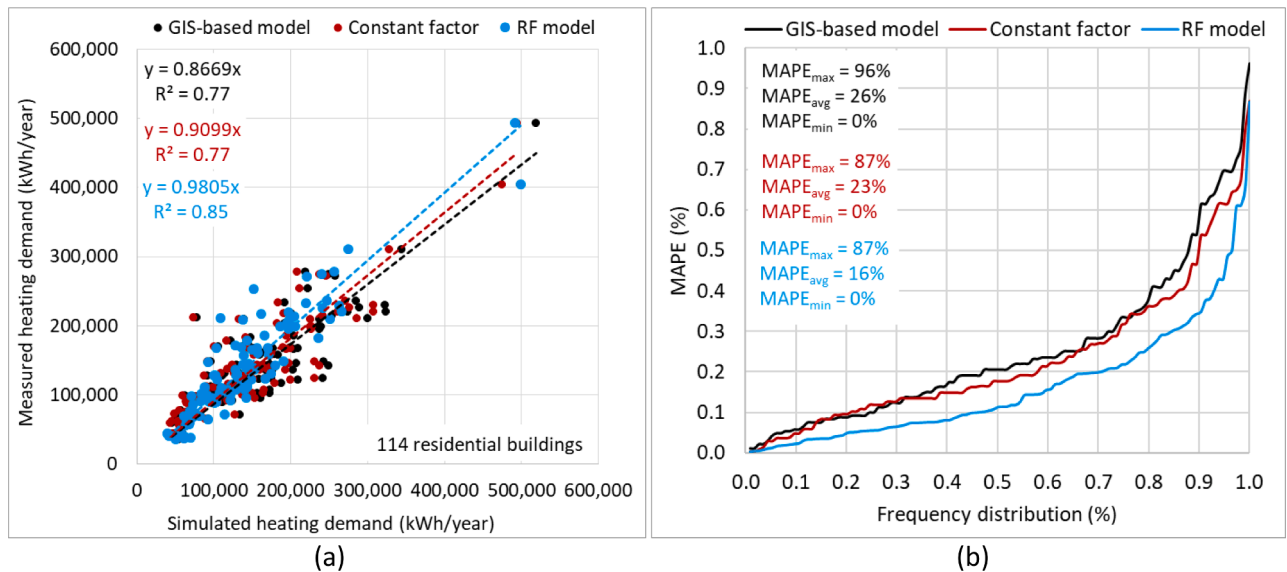 GIS-based model Constant factor RF model
600,000
500,000
400,000
300,000
200,000
100,000
0
Measured heating demand (kWh/year)
y = 0.8669x
R² = 0.77
y = 0.9099x
R² = 0.77
y = 0.9805x
R² = 0.85
114 residential buildings
0 100,000 200,000 300,000 400,000 500,000 600,000
Simulated heating demand (kWh/year)
(a)
GIS-based model Constant factor RF model
1.0
0.9
0.8
0.7
0.6
0.5
0.4
0.3
0.2
0.1
0.0
MAPE (%)
MAPEmax = 96%
MAPEavg = 26%
MAPEmin = 0%
MAPEmax = 87%
MAPEavg = 23%
MAPEmin = 0%
MAPEmax = 87%
MAPEavg = 16%
MAPEmin = 0%
0.0 0.1 0.2 0.3 0.4 0.5 0.6 0.7 0.8 0.9 1.0
Frequency distribution (%)
(b)